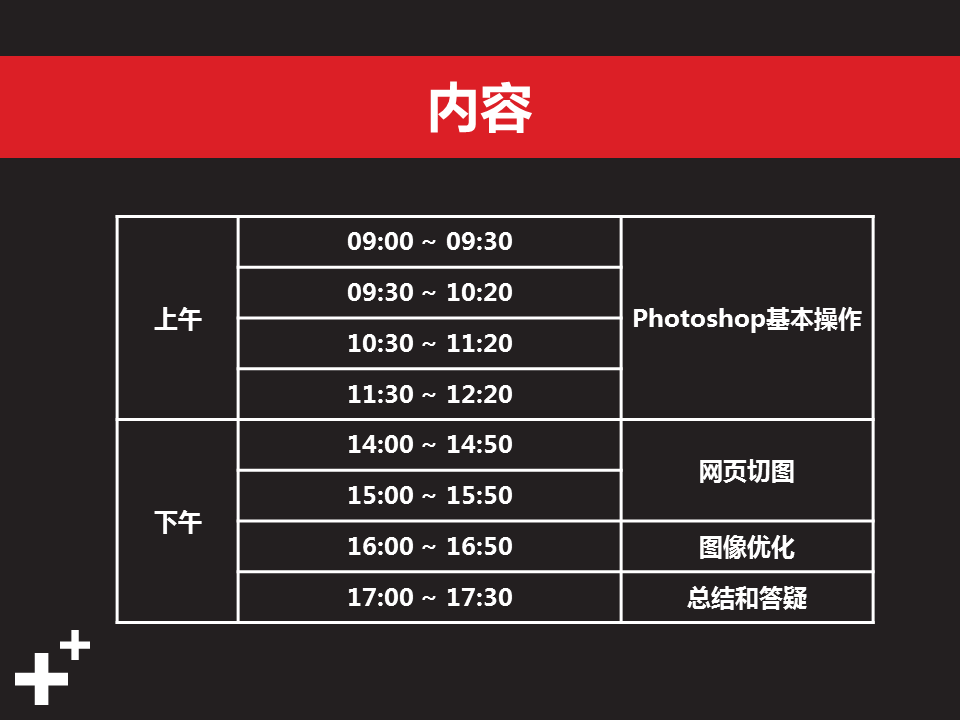 内容
上午
09:00 ~ 09:30
Photoshop基本操作
09:30 ~ 10:20
10:30 ~ 11:20
11:30 ~ 12:20
下午
14:00 ~ 14:50
网页切图
15:00 ~ 15:50
16:00 ~ 16:50
图像优化
17:00 ~ 17:30
总结和答疑